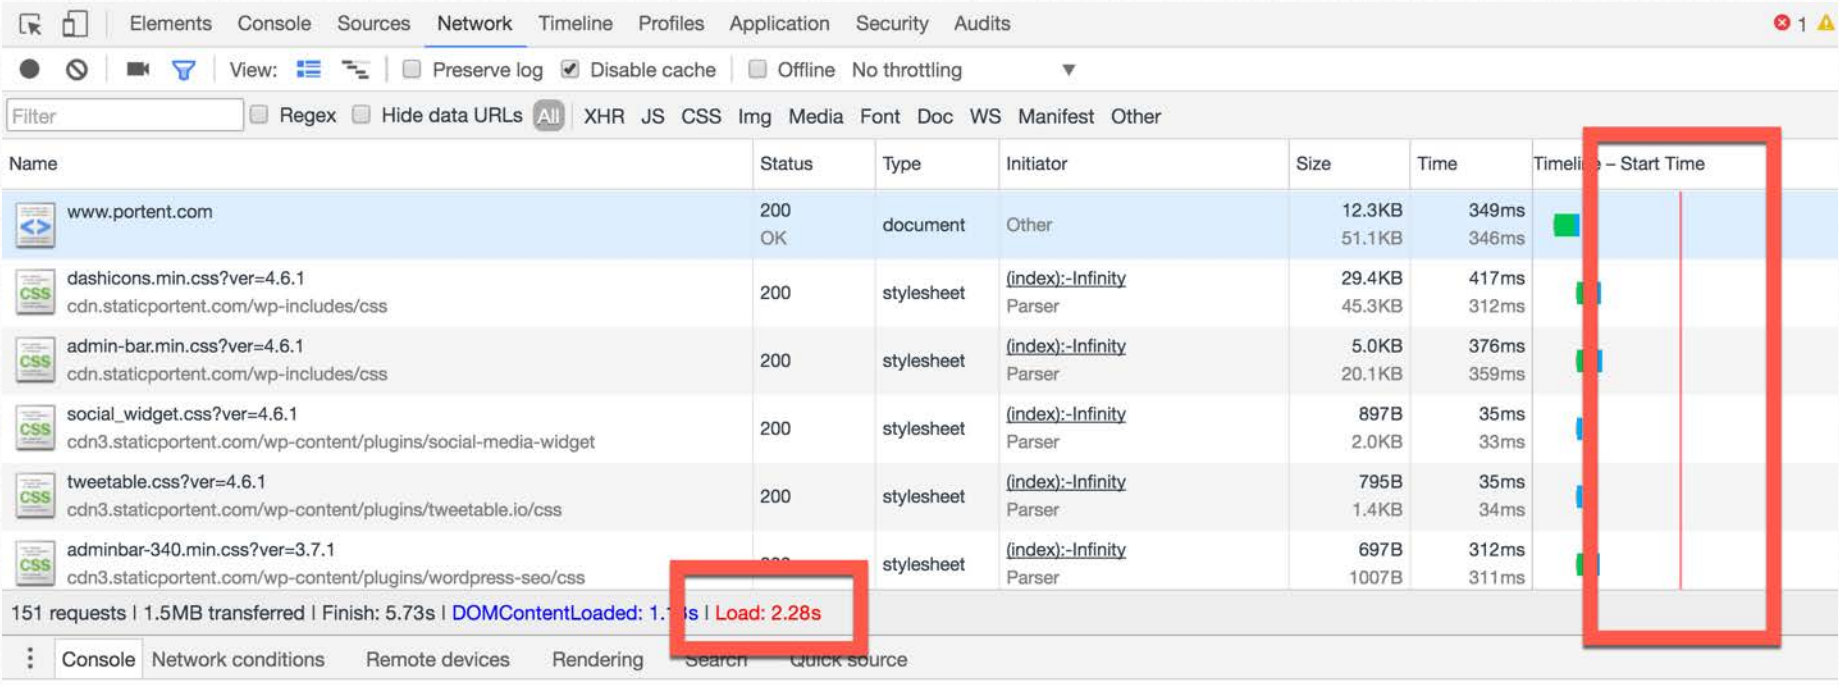 Elements Console Sources Network Timeline Profiles Application Security Audits 1
View: Preserve log Disable cache Offline No throttling
Filter Regex Hide data URLs All XHR JS CSS Img Media Font Doc WS Manifest Other
Name Status Type Initiator Size Time Timeline – Start Time
www.portent.com 200 document Other 12.3KB 349ms
OK 51.1KB 346ms
dashicons.min.css?ver=4.6.1 200 stylesheet (index):-Infinity 29.4KB 417ms
CSS cdn.staticportent.com/wp-includes/css Parser 45.3KB 312ms
admin-bar.min.css?ver=4.6.1 200 stylesheet (index):-Infinity 5.0KB 376ms
CSS cdn.staticportent.com/wp-includes/css Parser 20.1KB 359ms
social_widget.css?ver=4.6.1 200 stylesheet (index):-Infinity 897B 35ms
CSS cdn3.staticportent.com/wp-content/plugins/social-media-widget Parser 2.0KB 33ms
tweetable.css?ver=4.6.1 200 stylesheet (index):-Infinity 795B 35ms
CSS cdn3.staticportent.com/wp-content/plugins/tweetable.io/css Parser 1.4KB 34ms
adminbar-340.min.css?ver=3.7.1 stylesheet (index):-Infinity 697B 312ms
CSS cdn3.staticportent.com/wp-content/plugins/wordpress-seo/css Parser 1007B 311ms
151 requests | 1.5MB transferred | Finish: 5.73s | DOMContentLoaded: | Load: 2.28s
Console Network conditions Remote devices Rendering Search Quick source